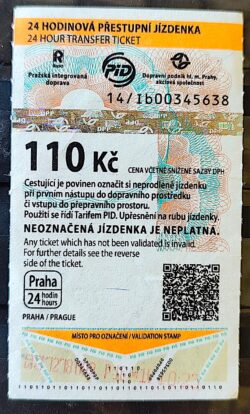 24 HODINOVÁ PŘESTUPNÍ JÍZDENKA
24 HOUR TRANSFER TICKET
PID
Pražská integrovaná doprava
Dopravní podnik hl. m. Prahy, akciová společnost
14/Ib00345638
DPP
110 Kč
CENA VČETNĚ SNÍŽENÉ SAZBY DPH
Cestující je povinen označit si neprodleně jízdenku
při prvním nástupu do dopravního prostředku
či vstupu do přepravního prostoru.
Použití se řídí Tarifem PID. Upřesnění na rubu jízdenky.
NEOZNAČENÁ JÍZDENKA JE NEPLATNÁ.
Any ticket which has not been validated is invalid.
For further details see the reverse
side of the ticket.
Praha
24 hodin hours
PRAHA / PRAGUE
MÍSTO PRO OZNAČENÍ / VALIDATION STAMP